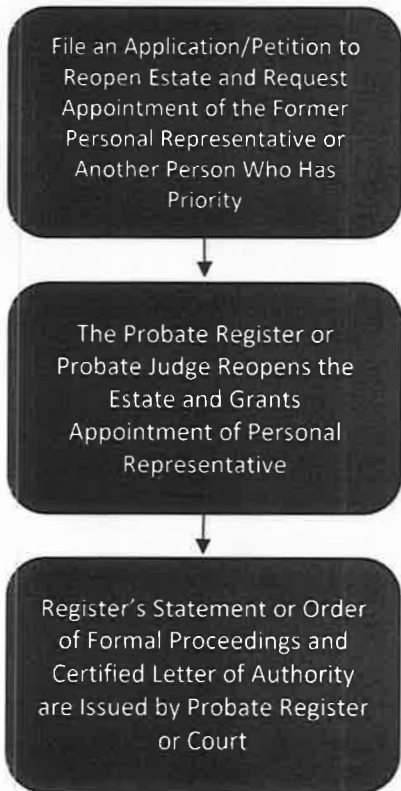 File an Application/Petition to
Reopen Estate and Request
Appointment of the Former
Personal Representative or
Another Person Who Has
Priority
The Probate Register or
Probate Judge Reopens the
Estate and Grants
Appointment of Personal
Representative
Register's Statement or Order
of Formal Proceedings and
Certified Letter of Authority
are Issued by Probate Register
or Court